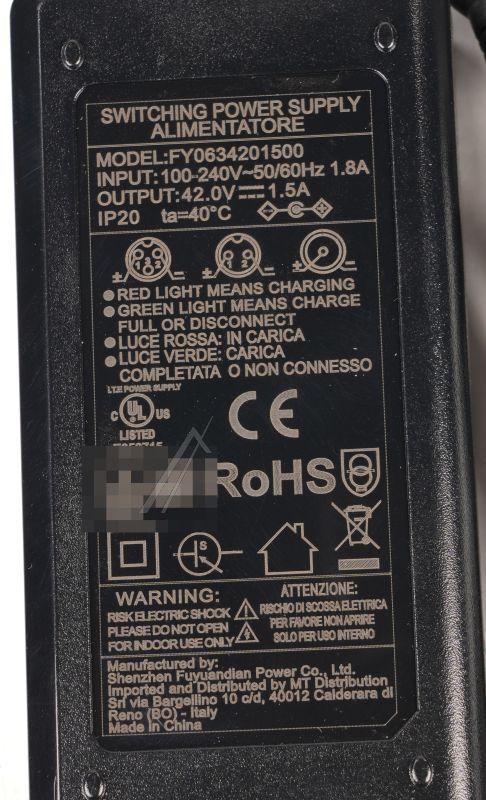 SWITCHING POWER SUPPLY
ALIMENTATORE
MODEL:FY0634201500
INPUT:100-240V~50/60Hz 1.8A
OUTPUT:42.0V⎓1.5A
IP20 ta=40°C
● RED LIGHT MEANS CHARGING
● GREEN LIGHT MEANS CHARGE
FULL OR DISCONNECT
● LUCE ROSSA: IN CARICA
● LUCE VERDE: CARICA
COMPLETATA O NON CONNESSO
I.T.E POWER SUPPLY
C UL US
LISTED
CE
RoHS
S
WARNING:
RISK ELECTRIC SHOCK
PLEASE DO NOT OPEN
FOR INDOOR USE ONLY
ATTENZIONE:
RISCHIO DI SCOSSA ELETTRICA
PER FAVORE NON APRIRE
SOLO PER USO INTERNO
Manufactured by:
Shenzhen Fuyuandian Power Co., Ltd.
Imported and Distributed by MT Distribution
Srl via Bargellino 10 c/d, 40012 Calderara di
Reno (BO) - Italy
Made in China